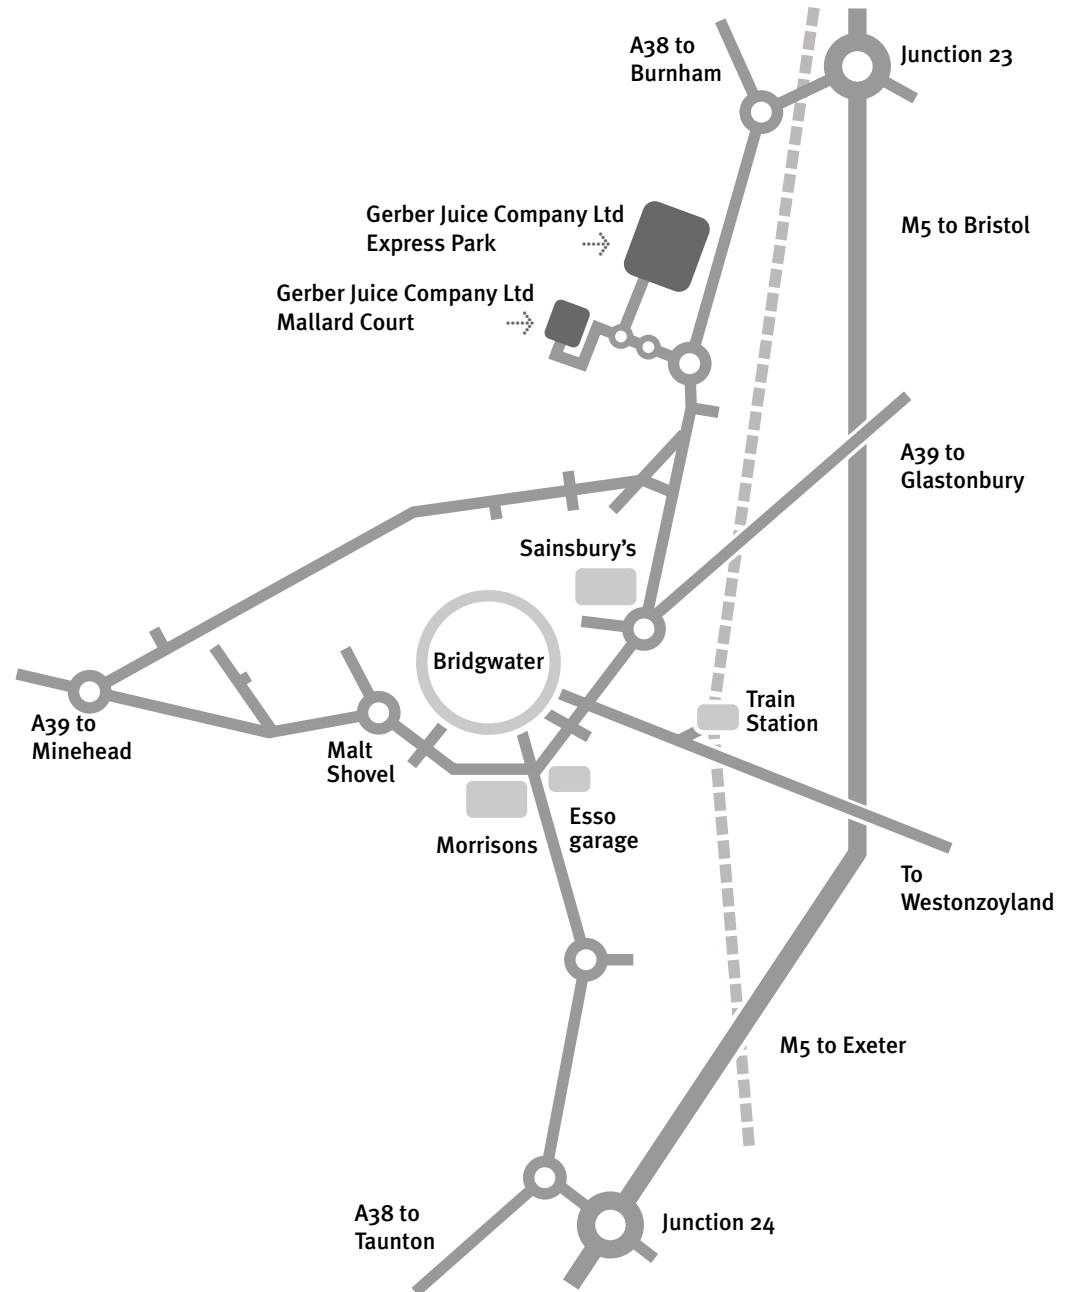 A38 to
Burnham
Junction 23
Gerber Juice Company Ltd
Express Park
M5 to Bristol
Gerber Juice Company Ltd
Mallard Court
A39 to
Glastonbury
Sainsbury’s
Bridgwater
Train
Station
A39 to
Minehead
Malt
Shovel
Esso
garage
Morrisons
To
Westonzoyland
M5 to Exeter
A38 to
Taunton
Junction 24